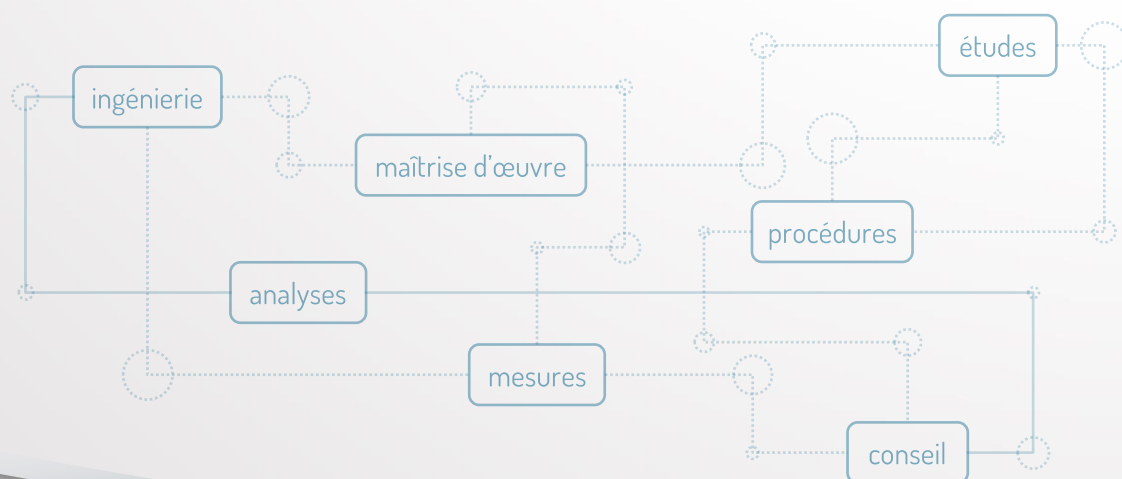 études
ingénierie
maîtrise d'œuvre
procédures
analyses
mesures
conseil